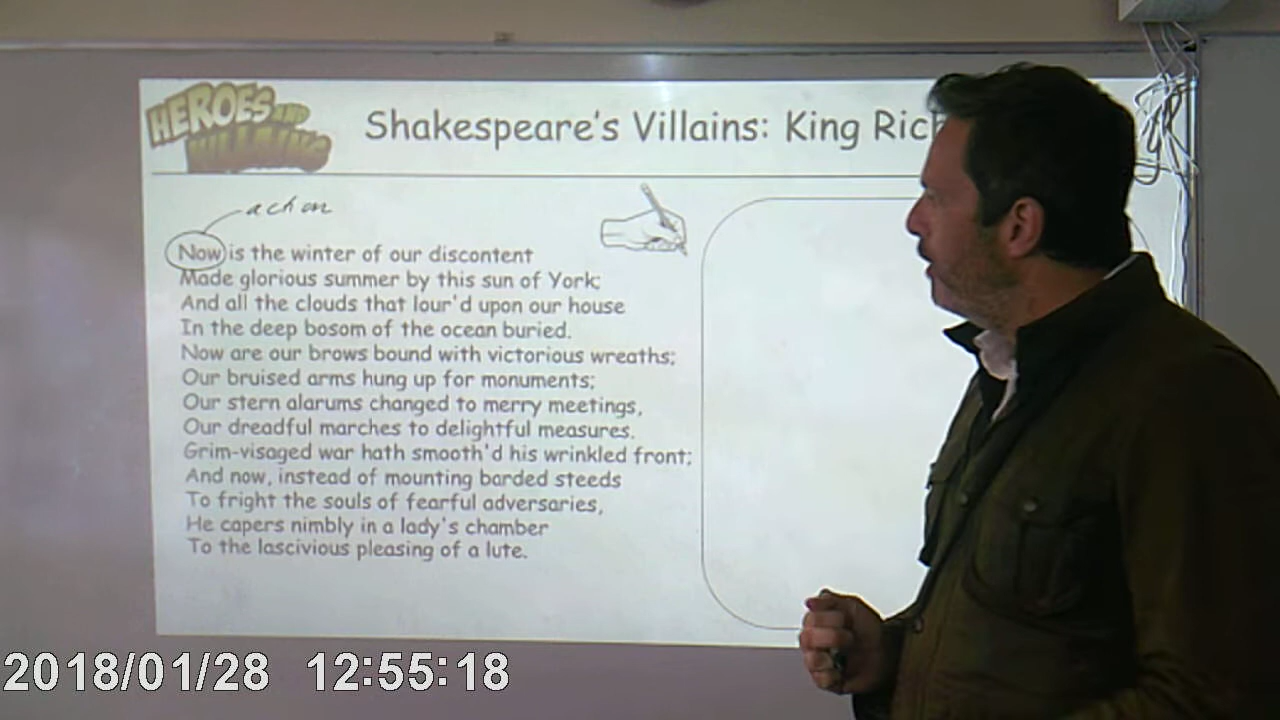 HEROES AND
VILLAINS
Shakespeare's Villains: King Rich
action
Now is the winter of our discontent
Made glorious summer by this sun of York;
And all the clouds that lour'd upon our house
In the deep bosom of the ocean buried.
Now are our brows bound with victorious wreaths;
Our bruised arms hung up for monuments;
Our stern alarums changed to merry meetings,
Our dreadful marches to delightful measures.
Grim-visaged war hath smooth'd his wrinkled front;
And now, instead of mounting barded steeds
To fright the souls of fearful adversaries,
He capers nimbly in a lady's chamber
To the lascivious pleasing of a lute.
2018/01/28 12:55:18